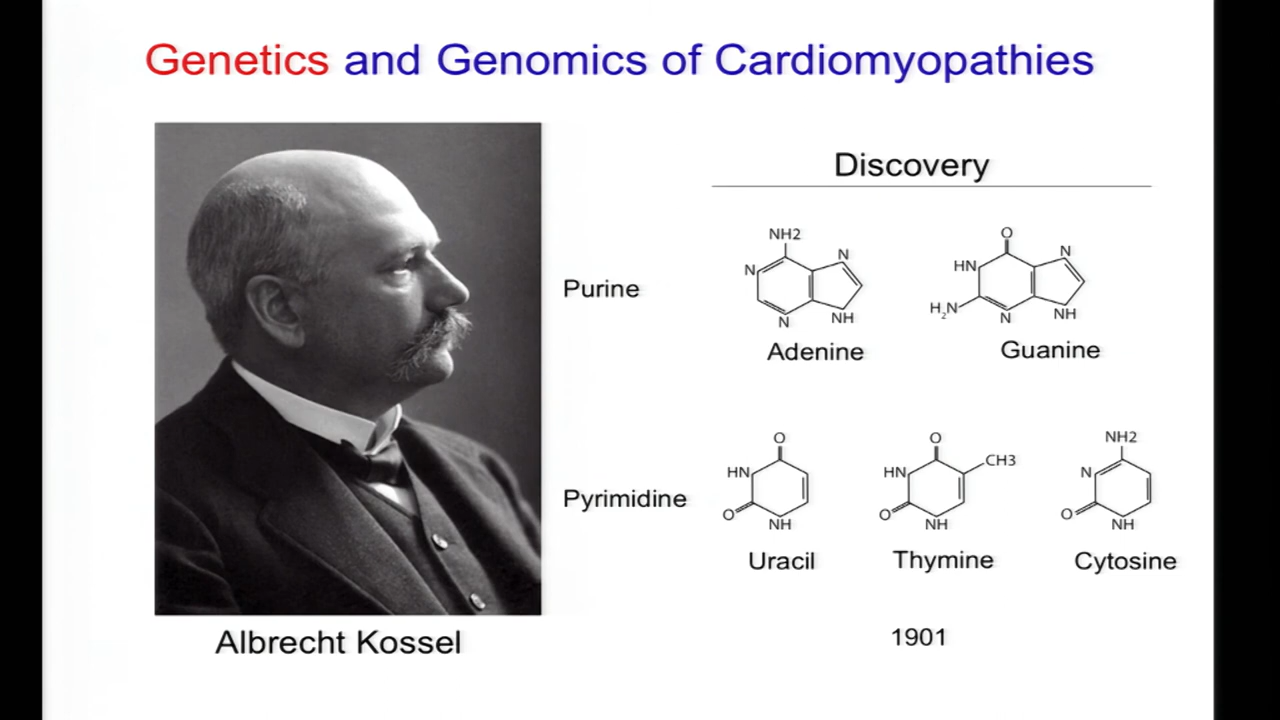 Genetics and Genomics of Cardiomyopathies
Discovery
Purine
NH2
N
N
N
NH
Adenine
O
HN
N
H2N
N
NH
Guanine
Pyrimidine
O
HN
O
NH
Uracil
O
HN
CH3
O
NH
Thymine
NH2
N
O
NH
Cytosine
Albrecht Kossel
1901